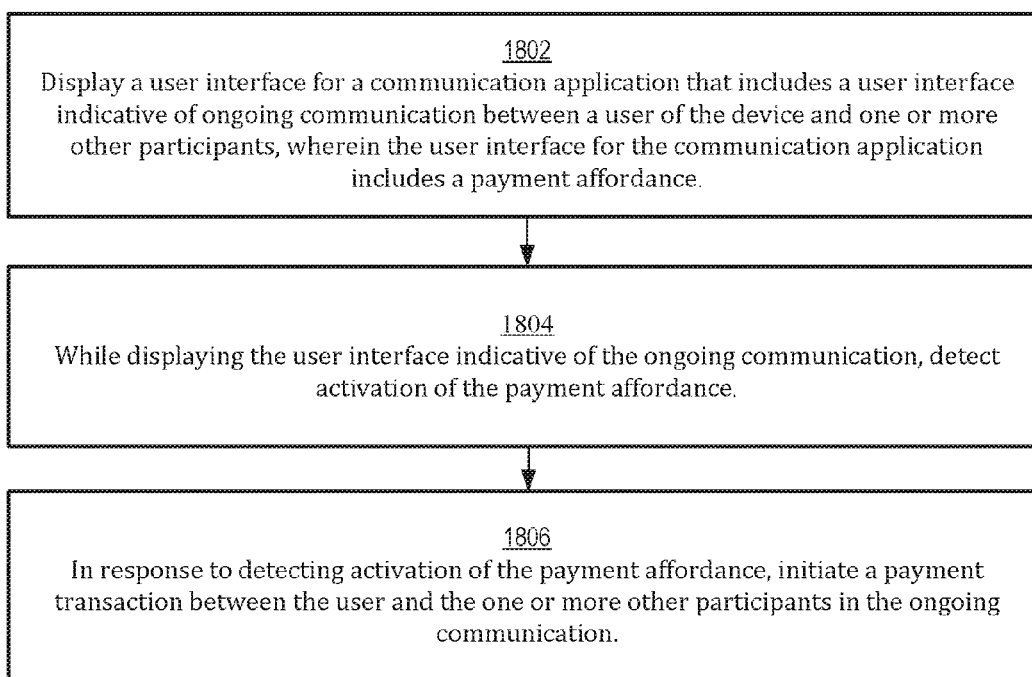 1802
Display a user interface for a communication application that includes a user interface
indicative of ongoing communication between a user of the device and one or more
other participants, wherein the user interface for the communication application
includes a payment affordance.
1804
While displaying the user interface indicative of the ongoing communication, detect
activation of the payment affordance.
1806
In response to detecting activation of the payment affordance, initiate a payment
transaction between the user and the one or more other participants in the ongoing
communication.